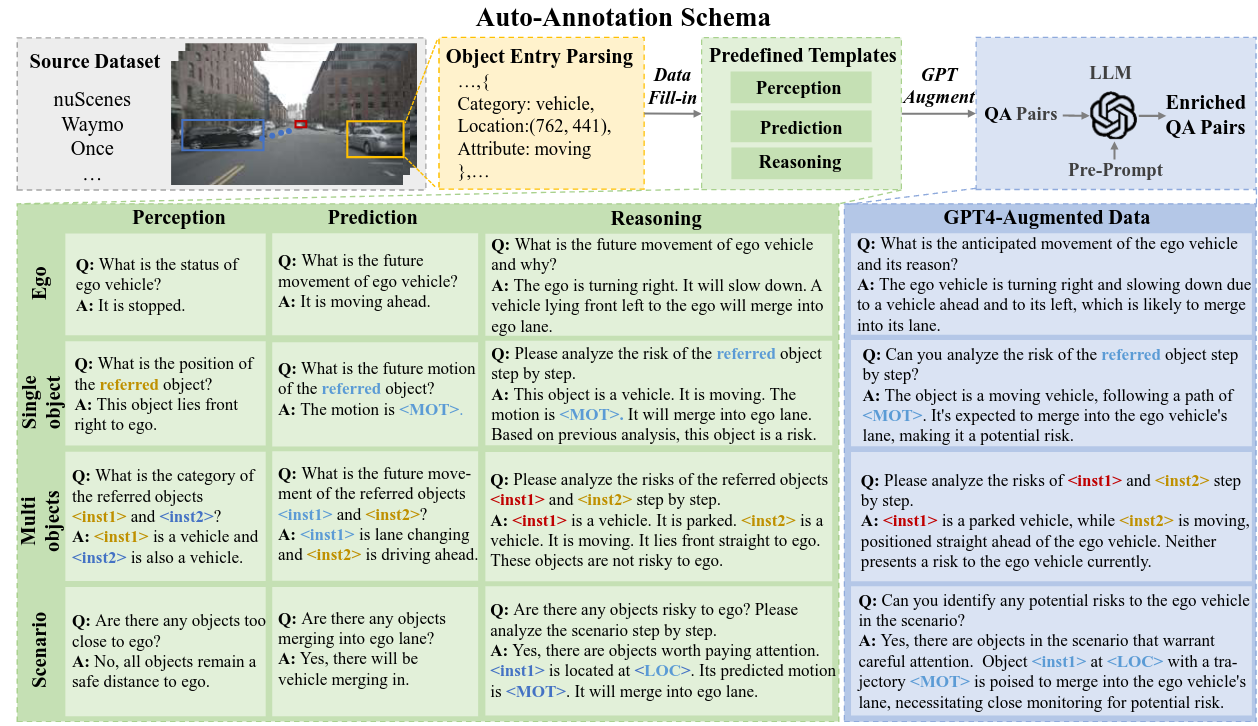 Auto-Annotation Schema
Source Dataset
nuScenes
Waymo
Once
...
Object Entry Parsing
...,{
Category: vehicle,
Location:(762, 441),
Attribute: moving
},...
Data
Fill-in
Predefined Templates
Perception
Prediction
Reasoning
GPT
Augment
LLM
QA Pairs
Enriched
QA Pairs
Pre-Prompt
Perception
Prediction
Reasoning
GPT4-Augmented Data
Ego
Q: What is the status of
ego vehicle?
A: It is stopped.
Q: What is the future
movement of ego vehicle?
A: It is moving ahead.
Q: What is the future movement of ego vehicle
and why?
A: The ego is turning right. It will slow down. A
vehicle lying front left to the ego will merge into
ego lane.
Q: What is the anticipated movement of the ego vehicle
and its reason?
A: The ego vehicle is turning right and slowing down due
to a vehicle ahead and to its left, which is likely to merge
into its lane.
Single
object
Q: What is the position of
the referred object?
A: This object lies front
right to ego.
Q: What is the future motion
of the referred object?
A: The motion is <MOT>.
Q: Please analyze the risk of the referred object
step by step.
A: This object is a vehicle. It is moving. The
motion is <MOT>. It will merge into ego lane.
Based on previous analysis, this object is a risk.
Q: Can you analyze the risk of the referred object step
by step?
A: The object is a moving vehicle, following a path of
<MOT>. It's expected to merge into the ego vehicle's
lane, making it a potential risk.
Multi
objects
Q: What is the category of
the referred objects
<inst1> and <inst2>?
A: <inst1> is a vehicle and
<inst2> is also a vehicle.
Q: What is the future move-
ment of the referred objects
<inst1> and <inst2>?
A: <inst1> is lane changing
and <inst2> is driving ahead.
Q: Please analyze the risks of the referred objects
<inst1> and <inst2> step by step.
A: <inst1> is a vehicle. It is parked. <inst2> is a
vehicle. It is moving. It lies front straight to ego.
These objects are not risky to ego.
Q: Please analyze the risks of <inst1> and <inst2> step
by step.
A: <inst1> is a parked vehicle, while <inst2> is moving,
positioned straight ahead of the ego vehicle. Neither
presents a risk to the ego vehicle currently.
Scenario
Q: Are there any objects too
close to ego?
A: No, all objects remain a
safe distance to ego.
Q: Are there any objects
merging into ego lane?
A: Yes, there will be
vehicle merging in.
Q: Are there any objects risky to ego? Please
analyze the scenario step by step.
A: Yes, there are objects worth paying attention.
<inst1> is located at <LOC>. Its predicted motion
is <MOT>. It will merge into ego lane.
Q: Can you identify any potential risks to the ego vehicle
in the scenario?
A: Yes, there are objects in the scenario that warrant
careful attention. Object <inst1> at <LOC> with a tra-
jectory <MOT> is poised to merge into the ego vehicle's
lane, necessitating close monitoring for potential risk.